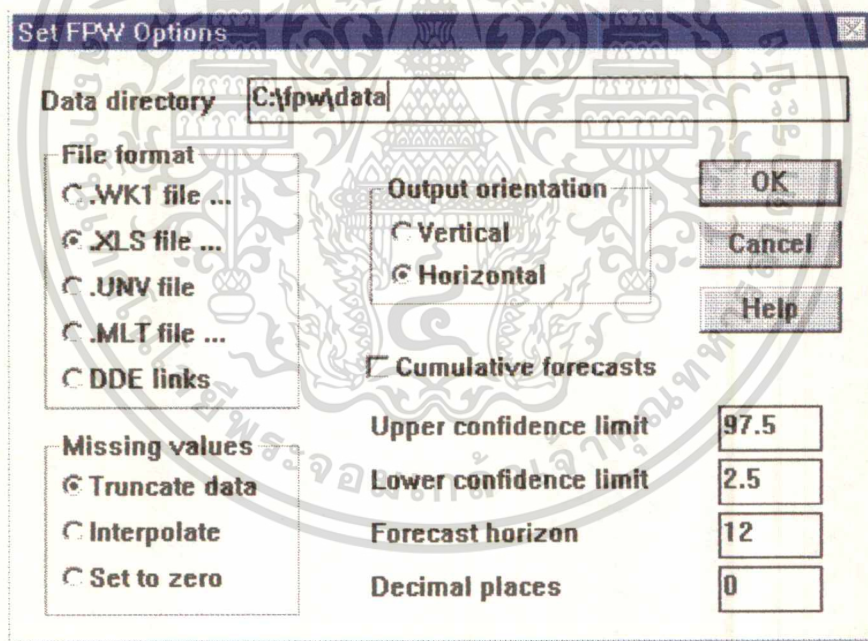 Set FPW Options
Data directory C:\fpw\data
File format
.WK1 file ...
.XLS file ...
.UNV file
.MLT file ...
DDE links
Missing values
Truncate data
Interpolate
Set to zero
Output orientation
Vertical
Horizontal
Cumulative forecasts
Upper confidence limit 97.5
Lower confidence limit 2.5
Forecast horizon 12
Decimal places 0
OK
Cancel
Help